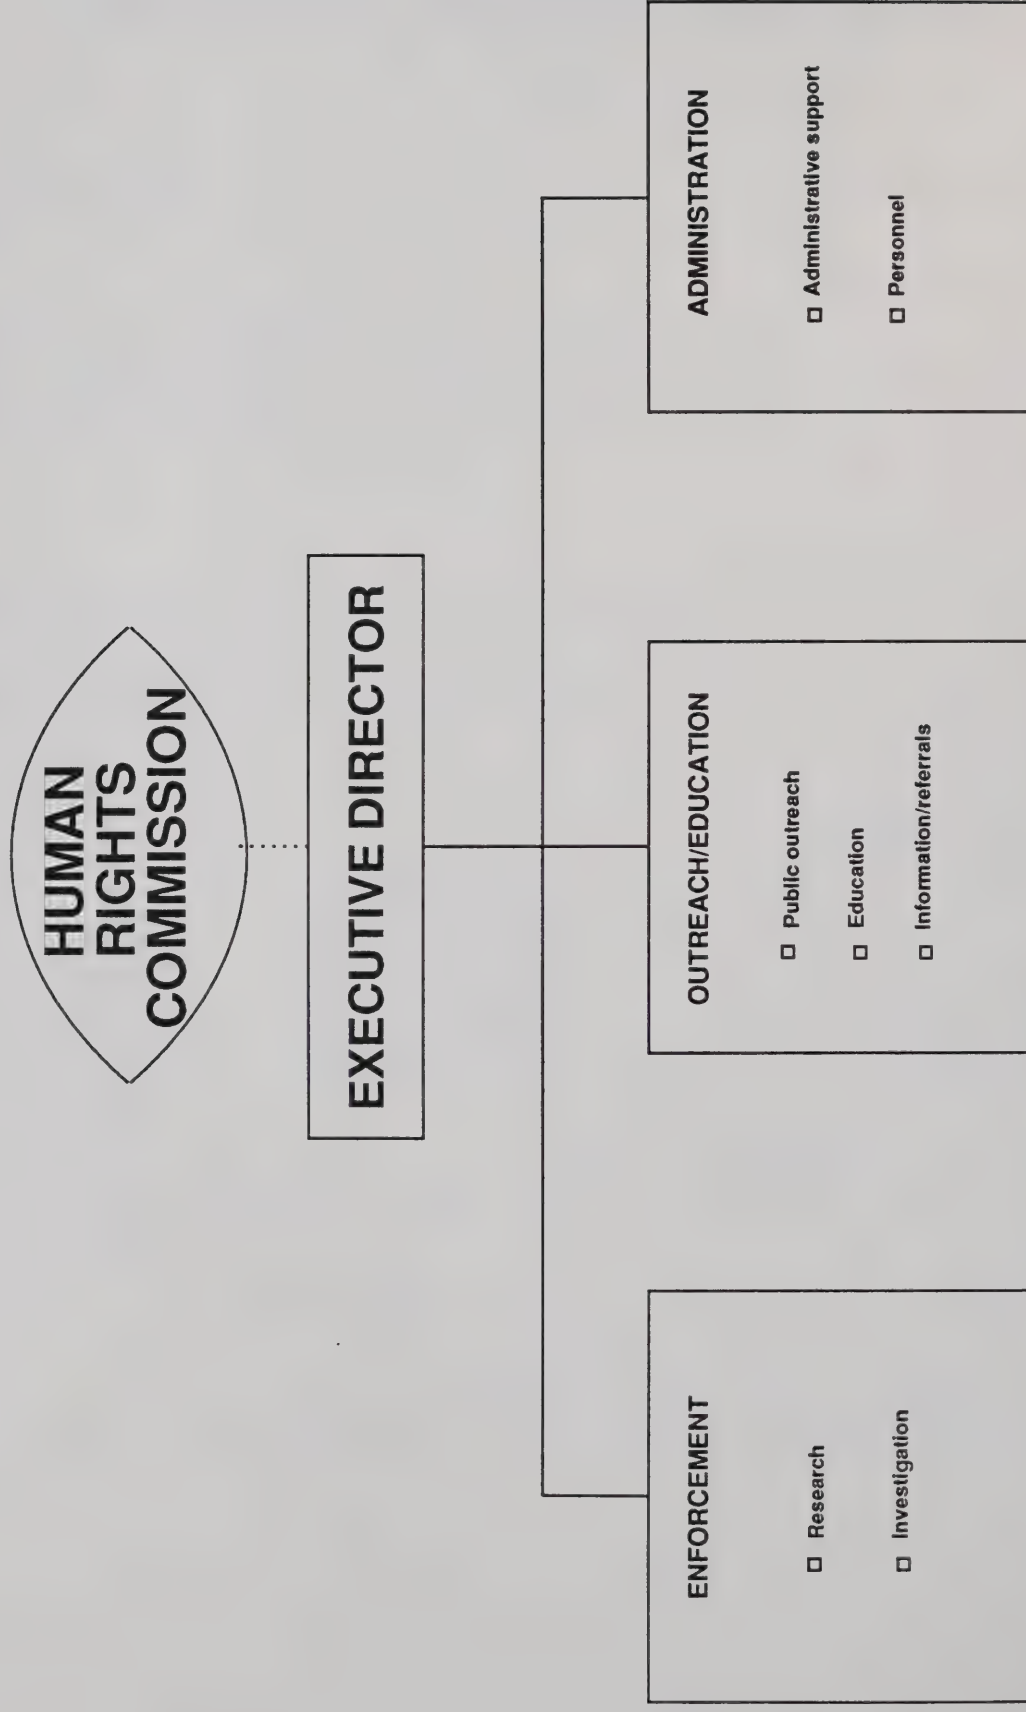 HUMAN
RIGHTS
COMMISSION
EXECUTIVE DIRECTOR
ENFORCEMENT
Research
Investigation
OUTREACH/EDUCATION
Public outreach
Education
Information/referrals
ADMINISTRATION
Administrative support
Personnel